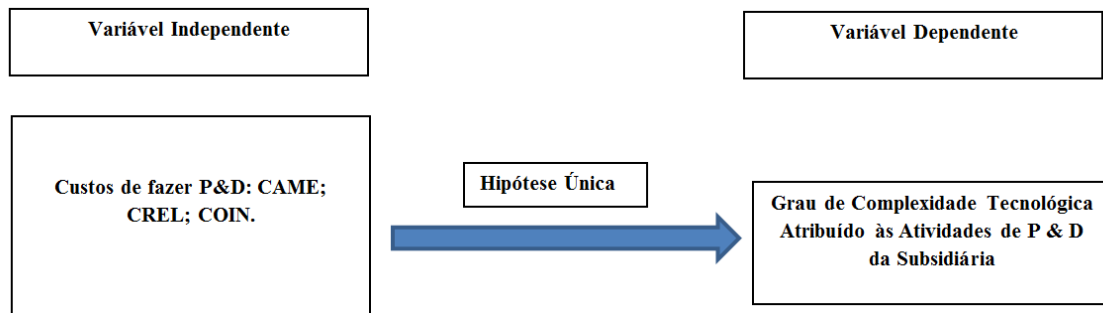 Variável Independente
Variável Dependente
Custos de fazer P&D: CAME;
CREL; COIN.
Hipótese Única
Grau de Complexidade Tecnológica
Atribuído às Atividades de P & D
da Subsidiária